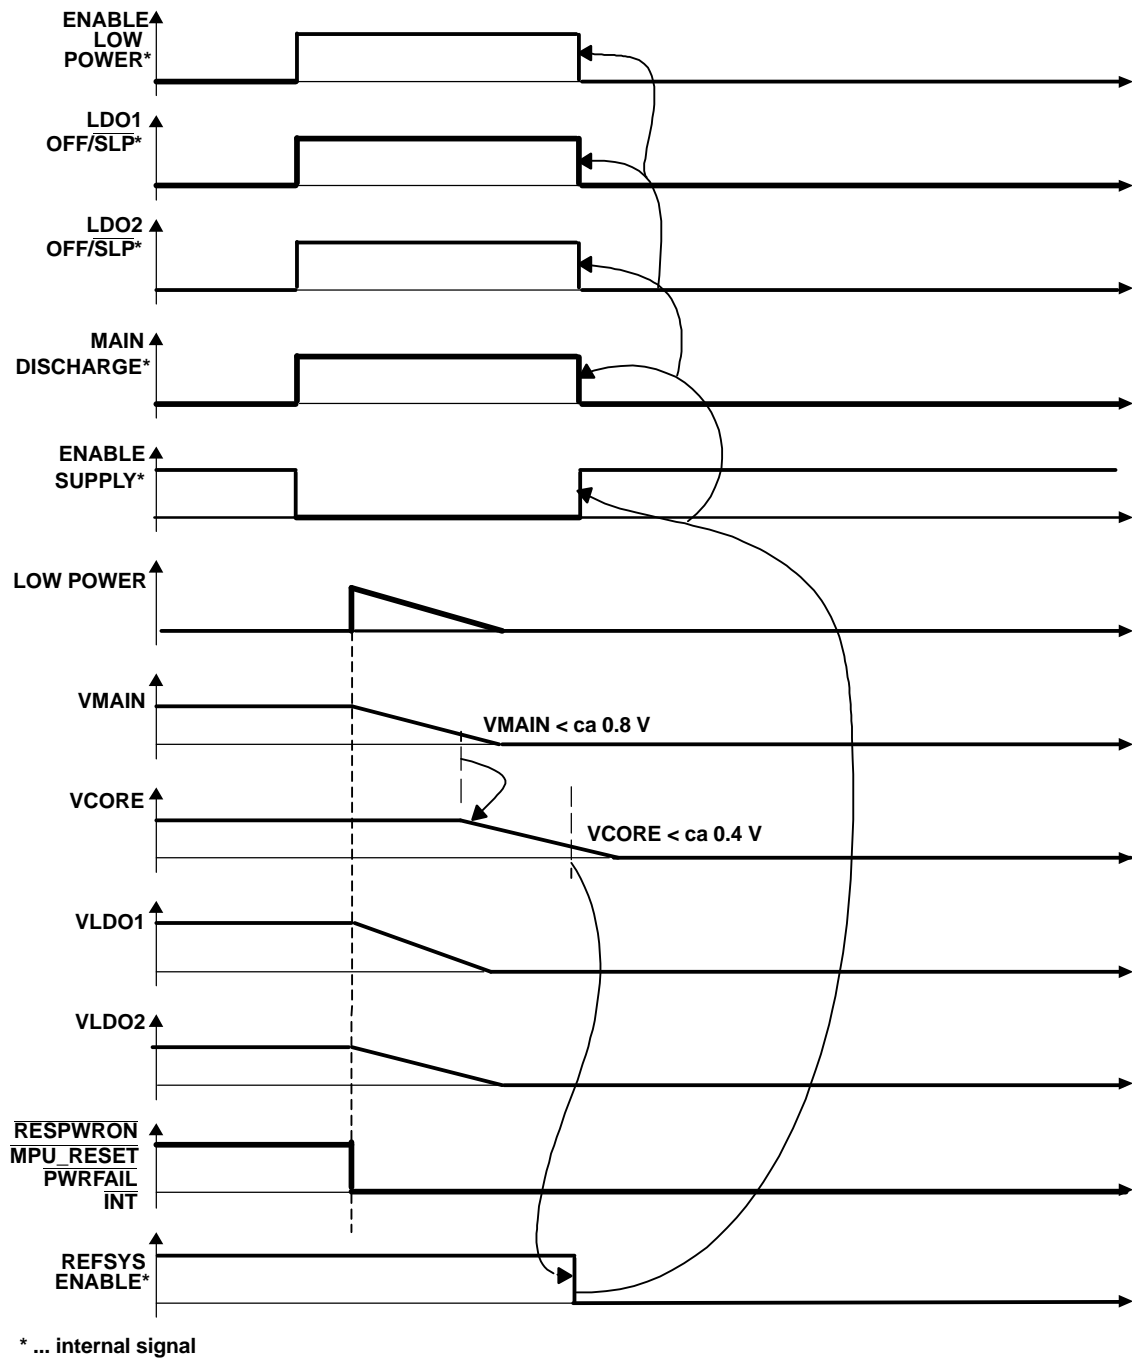 ENABLE
LOW
POWER*
LDO1
OFF/SLP*
LDO2
OFF/SLP*
MAIN
DISCHARGE*
ENABLE
SUPPLY*
LOW POWER
VMAIN
VMAIN < ca 0.8 V
VCORE
VCORE < ca 0.4 V
VLDO1
VLDO2
RESPWRON
MPU_RESET
PWRFAIL
INT
REFSYS
ENABLE*
* ... internal signal